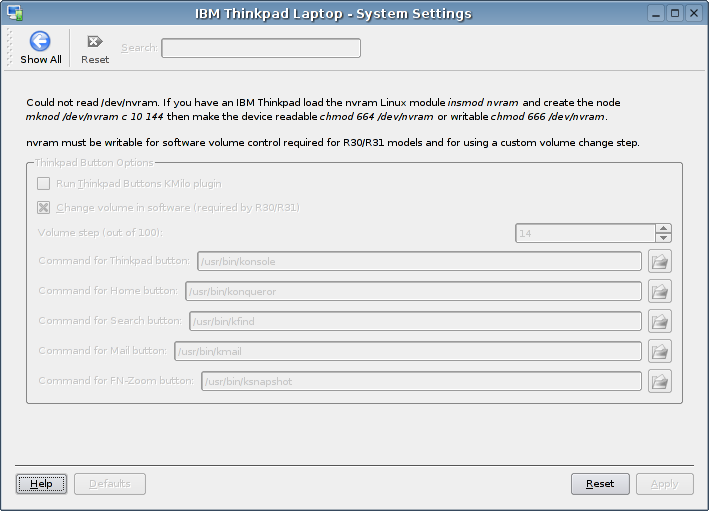 IBM Thinkpad Laptop - System Settings
Show All
Reset
Search:
Could not read /dev/nvram. If you have an IBM Thinkpad load the nvram Linux module insmod nvram and create the node
mknod /dev/nvram c 10 144 then make the device readable chmod 664 /dev/nvram or writable chmod 666 /dev/nvram.
nvram must be writable for software volume control required for R30/R31 models and for using a custom volume change step.
Thinkpad Button Options
Run Thinkpad Buttons KMilo plugin
Change volume in software (required by R30/R31)
Volume step (out of 100): 14
Command for Thinkpad button: /usr/bin/konsole
Command for Home button: /usr/bin/konqueror
Command for Search button: /usr/bin/kfind
Command for Mail button: /usr/bin/kmail
Command for FN-Zoom button: /usr/bin/ksnapshot
Help Defaults Reset Apply